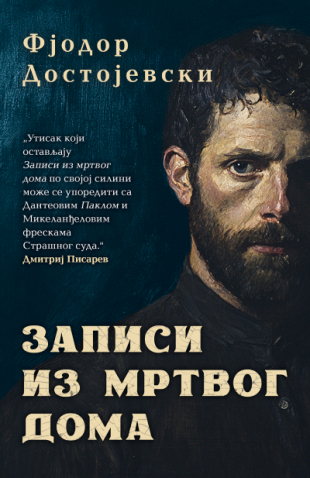 Фјодор
Достојевски
„Утисак који
остављају
Записи из мртвог
дома по својој силини
може се упоредити са
Дантеовим Паклом и
Микеланђеловим
фрескама
Страшног суда.“
Дмитриј Писарев
ЗАПИСИ
ИЗ МРТВОГ
ДОМА